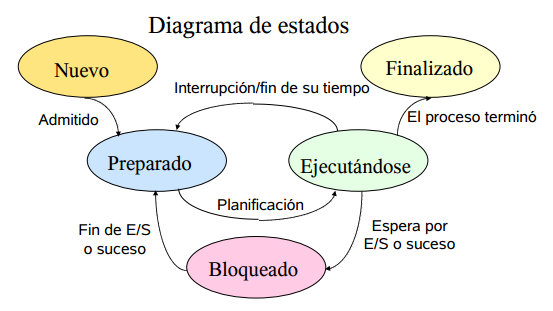 Diagrama de estados
Nuevo
Finalizado
Interrupción/fin de su tiempo
Admitido
El proceso terminó
Preparado
Ejecutándose
Planificación
Fin de E/S
o suceso
Espera por
E/S o suceso
Bloqueado